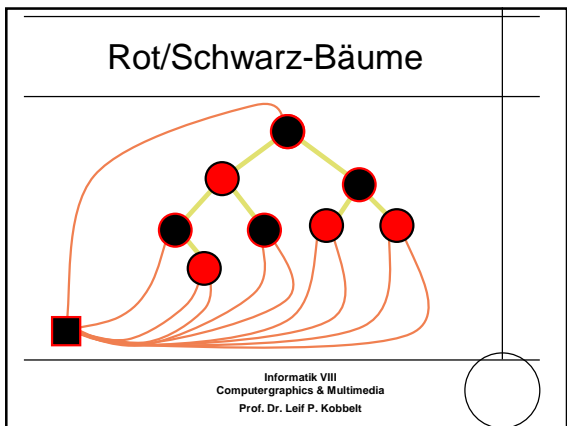 Rot/Schwarz-Bäume
Informatik VIII
Computergraphics & Multimedia
Prof. Dr. Leif P. Kobbelt